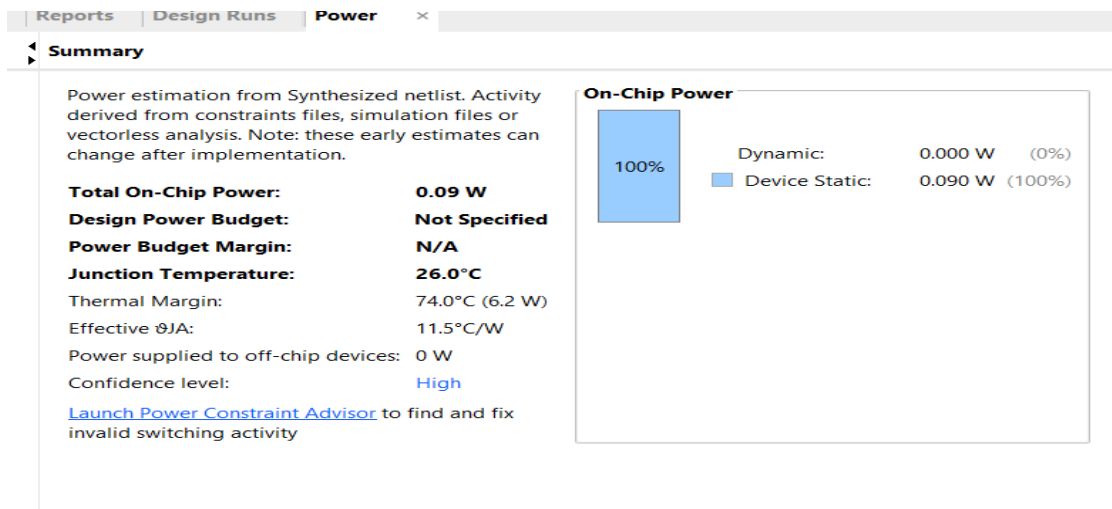 Reports Design Runs Power ×
Summary
Power estimation from Synthesized netlist. Activity
derived from constraints files, simulation files or
vectorless analysis. Note: these early estimates can
change after implementation.
Total On-Chip Power: 0.09 W
Design Power Budget: Not Specified
Power Budget Margin: N/A
Junction Temperature: 26.0°C
Thermal Margin: 74.0°C (6.2 W)
Effective ϑJA: 11.5°C/W
Power supplied to off-chip devices: 0 W
Confidence level: High
Launch Power Constraint Advisor to find and fix
invalid switching activity
On-Chip Power
100%
Dynamic: 0.000 W (0%)
Device Static: 0.090 W (100%)